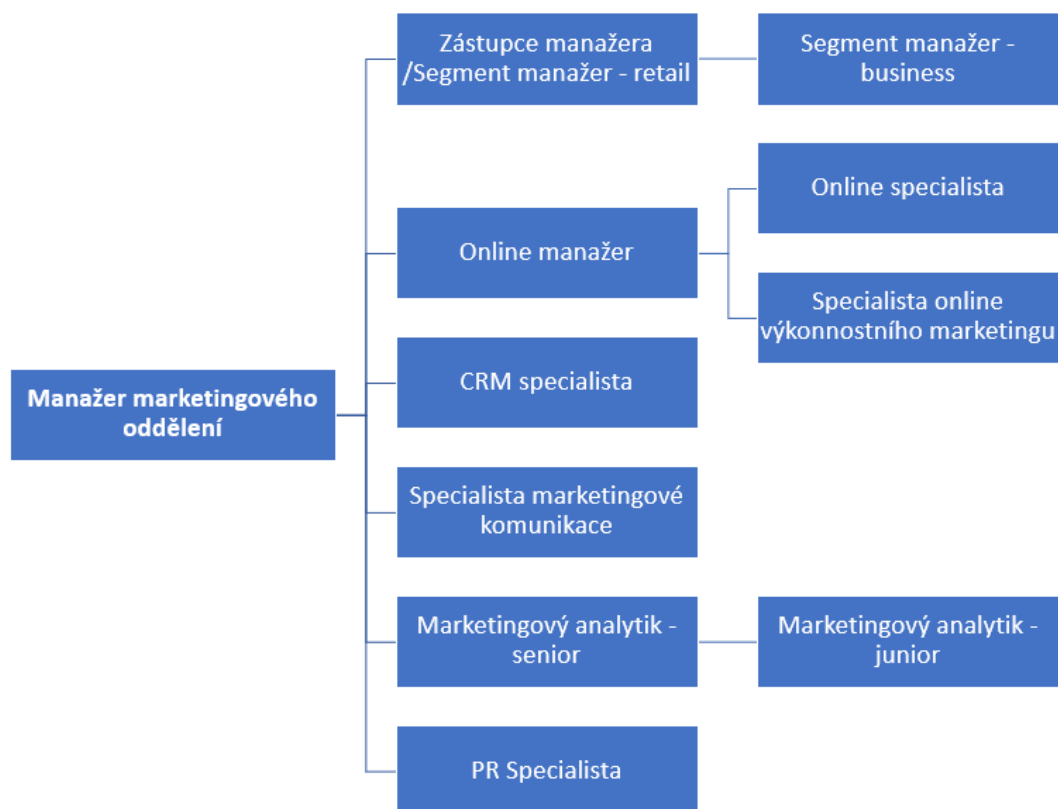 Zástupce manažera
/Segment manažer - retail
Segment manažer -
business
Online specialista
Online manažer
Specialista online
výkonnostního marketingu
CRM specialista
Manažer marketingového
oddělení
Specialista marketingové
komunikace
Marketingový analytik -
senior
Marketingový analytik -
junior
PR Specialista